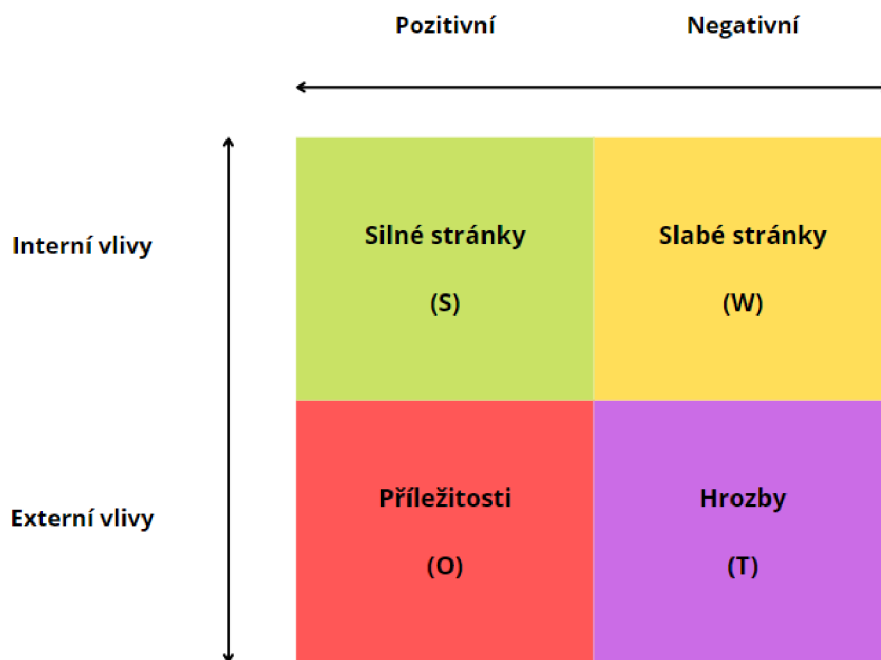 Pozitivní
Negativní
Interní vlivy
Silné stránky
(S)
Slabé stránky
(W)
Externí vlivy
Příležitosti
(O)
Hrozby
(T)